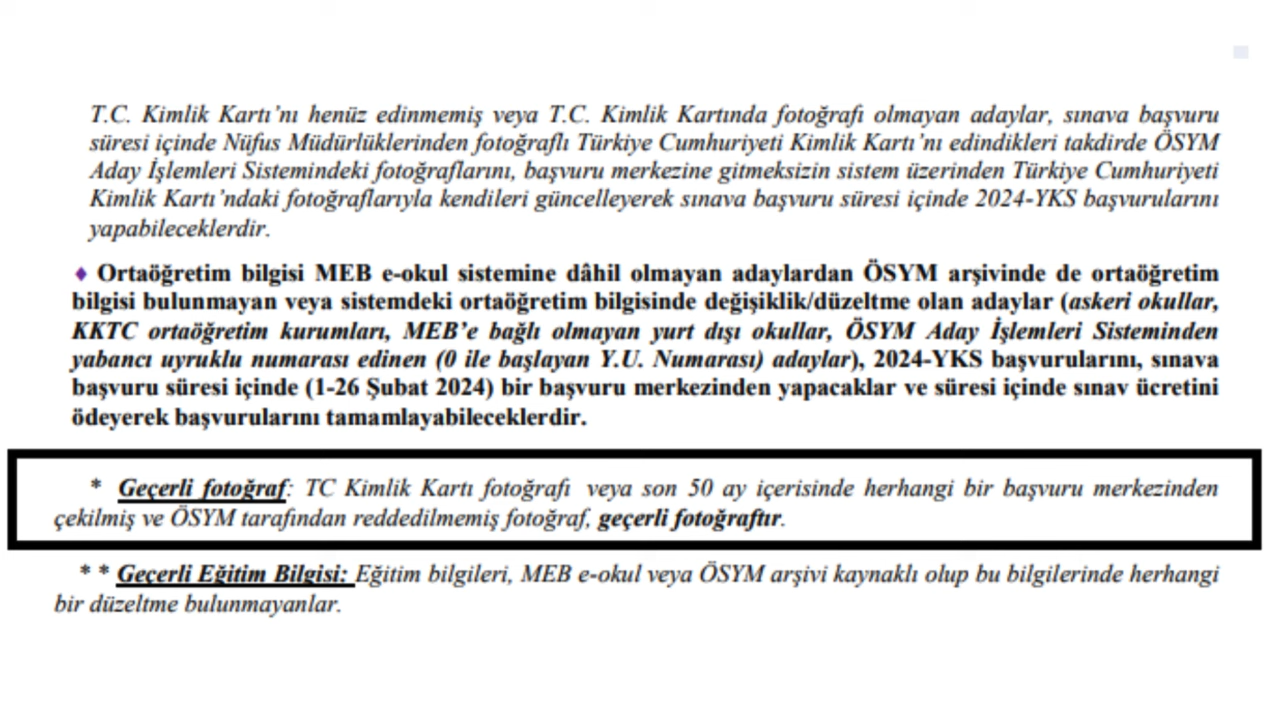 T.C. Kimlik Kartı’nı henüz edinmemiş veya T.C. Kimlik Kartında fotoğrafı olmayan adaylar, sınava başvuru
süresi içinde Nüfus Müdürlüklerinden fotoğraflı Türkiye Cumhuriyeti Kimlik Kartı’nı edindikleri takdirde ÖSYM
Aday İşlemleri Sistemindeki fotoğraflarını, başvuru merkezine gitmeksizin sistem üzerinden Türkiye Cumhuriyeti
Kimlik Kartı’ndaki fotoğraflarıyla kendileri güncelleyerek sınava başvuru süresi içinde 2024-YKS başvurularını
yapabileceklerdir.
♦ Ortaöğretim bilgisi MEB e-okul sistemine dâhil olmayan adaylardan ÖSYM arşivinde de ortaöğretim
bilgisi bulunmayan veya sistemdeki ortaöğretim bilgisinde değişiklik/düzeltme olan adaylar (askeri okullar,
KKTC ortaöğretim kurumları, MEB’e bağlı olmayan yurt dışı okullar, ÖSYM Aday İşlemleri Sisteminden
yabancı uyruklu numarası edinen (0 ile başlayan Y.U. Numarası) adaylar), 2024-YKS başvurularını, sınava
başvuru süresi içinde (1-26 Şubat 2024) bir başvuru merkezinden yapacaklar ve süresi içinde sınav ücretini
ödeyerek başvurularını tamamlayabileceklerdir.
* Geçerli fotoğraf: TC Kimlik Kartı fotoğrafı veya son 50 ay içerisinde herhangi bir başvuru merkezinden
çekilmiş ve ÖSYM tarafından reddedilmemiş fotoğraf, geçerli fotoğraftır.
* * Geçerli Eğitim Bilgisi: Eğitim bilgileri, MEB e-okul veya ÖSYM arşivi kaynaklı olup bu bilgilerinde herhangi
bir düzeltme bulunmayanlar.